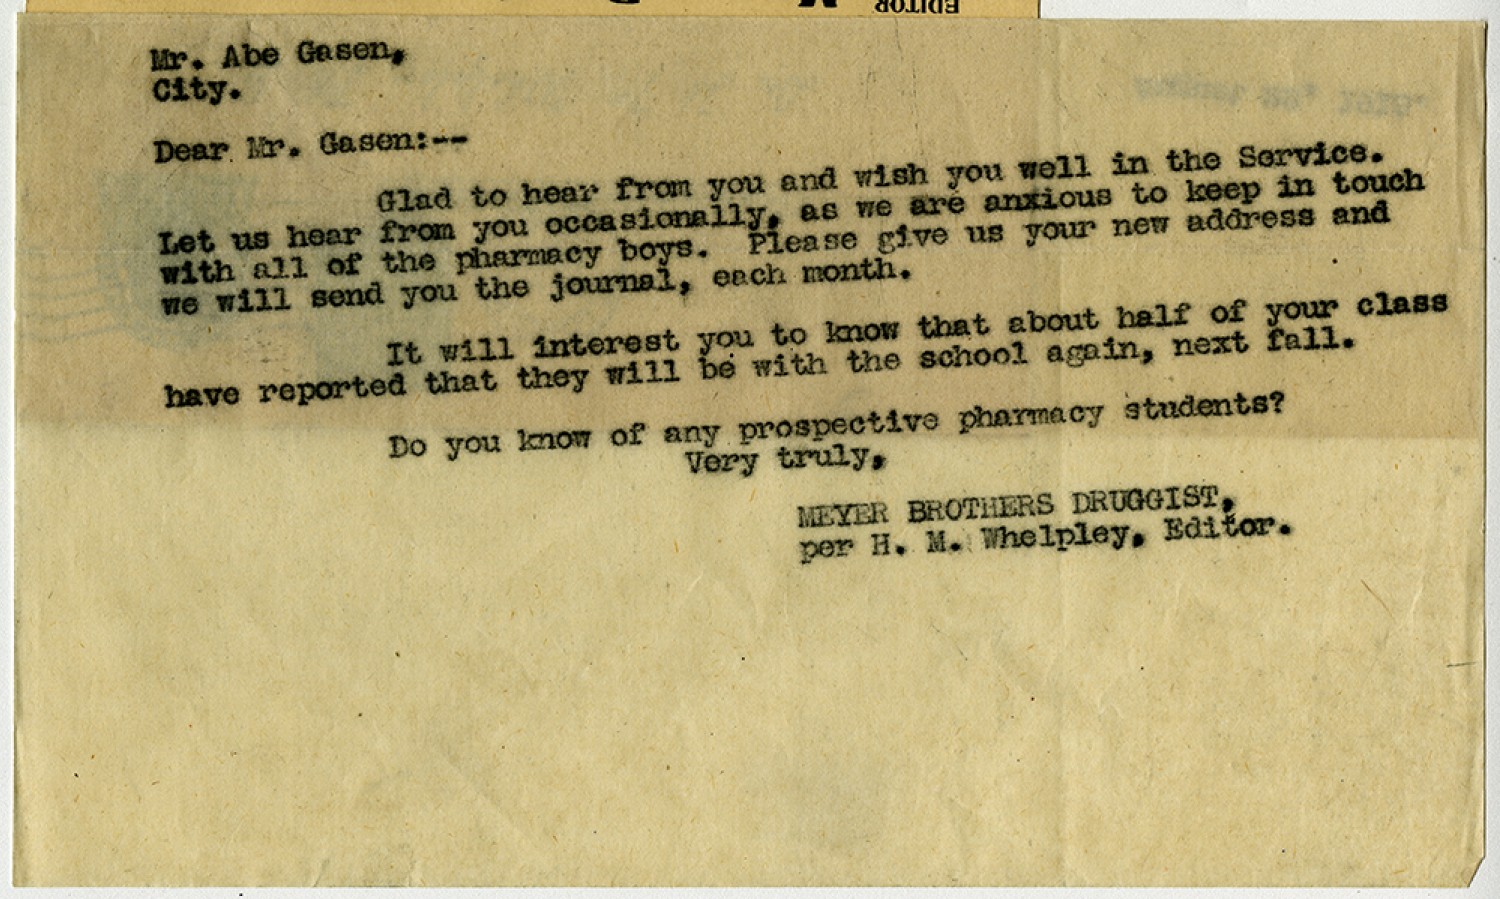 EDITOR
Mr. Abe Gasen,
City.
Dear Mr. Gasen:--
Glad to hear from you and wish you well in the Service.
Let us hear from you occasionally, as we are anxious to keep in touch
with all of the pharmacy boys. Please give us your new address and
we will send you the journal, each month.
It will interest you to know that about half of your class
have reported that they will be with the school again, next fall.
Do you know of any prospective pharmacy students?
Very truly,
MEYER BROTHERS DRUGGIST,
per H. M. Whelpley, Editor.